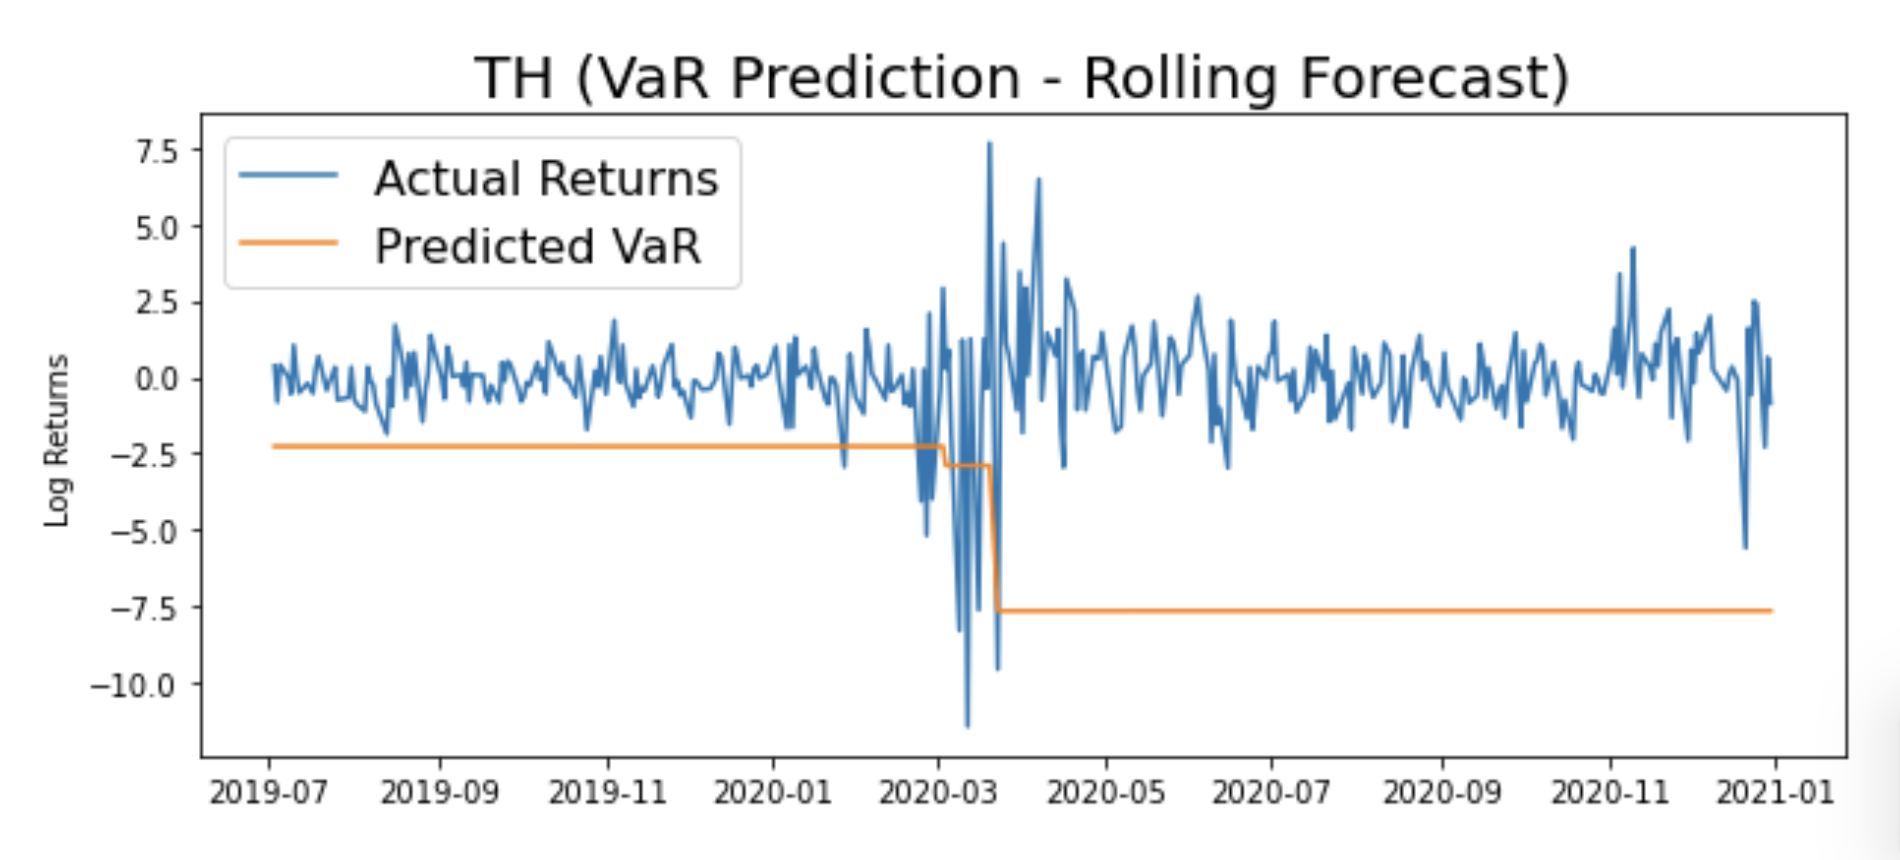 TH (VaR Prediction - Rolling Forecast)
Actual Returns
Predicted VaR
Log Returns
7.5
5.0
2.5
0.0
−2.5
−5.0
−7.5
−10.0
2019-07 2019-09 2019-11 2020-01 2020-03 2020-05 2020-07 2020-09 2020-11 2021-01